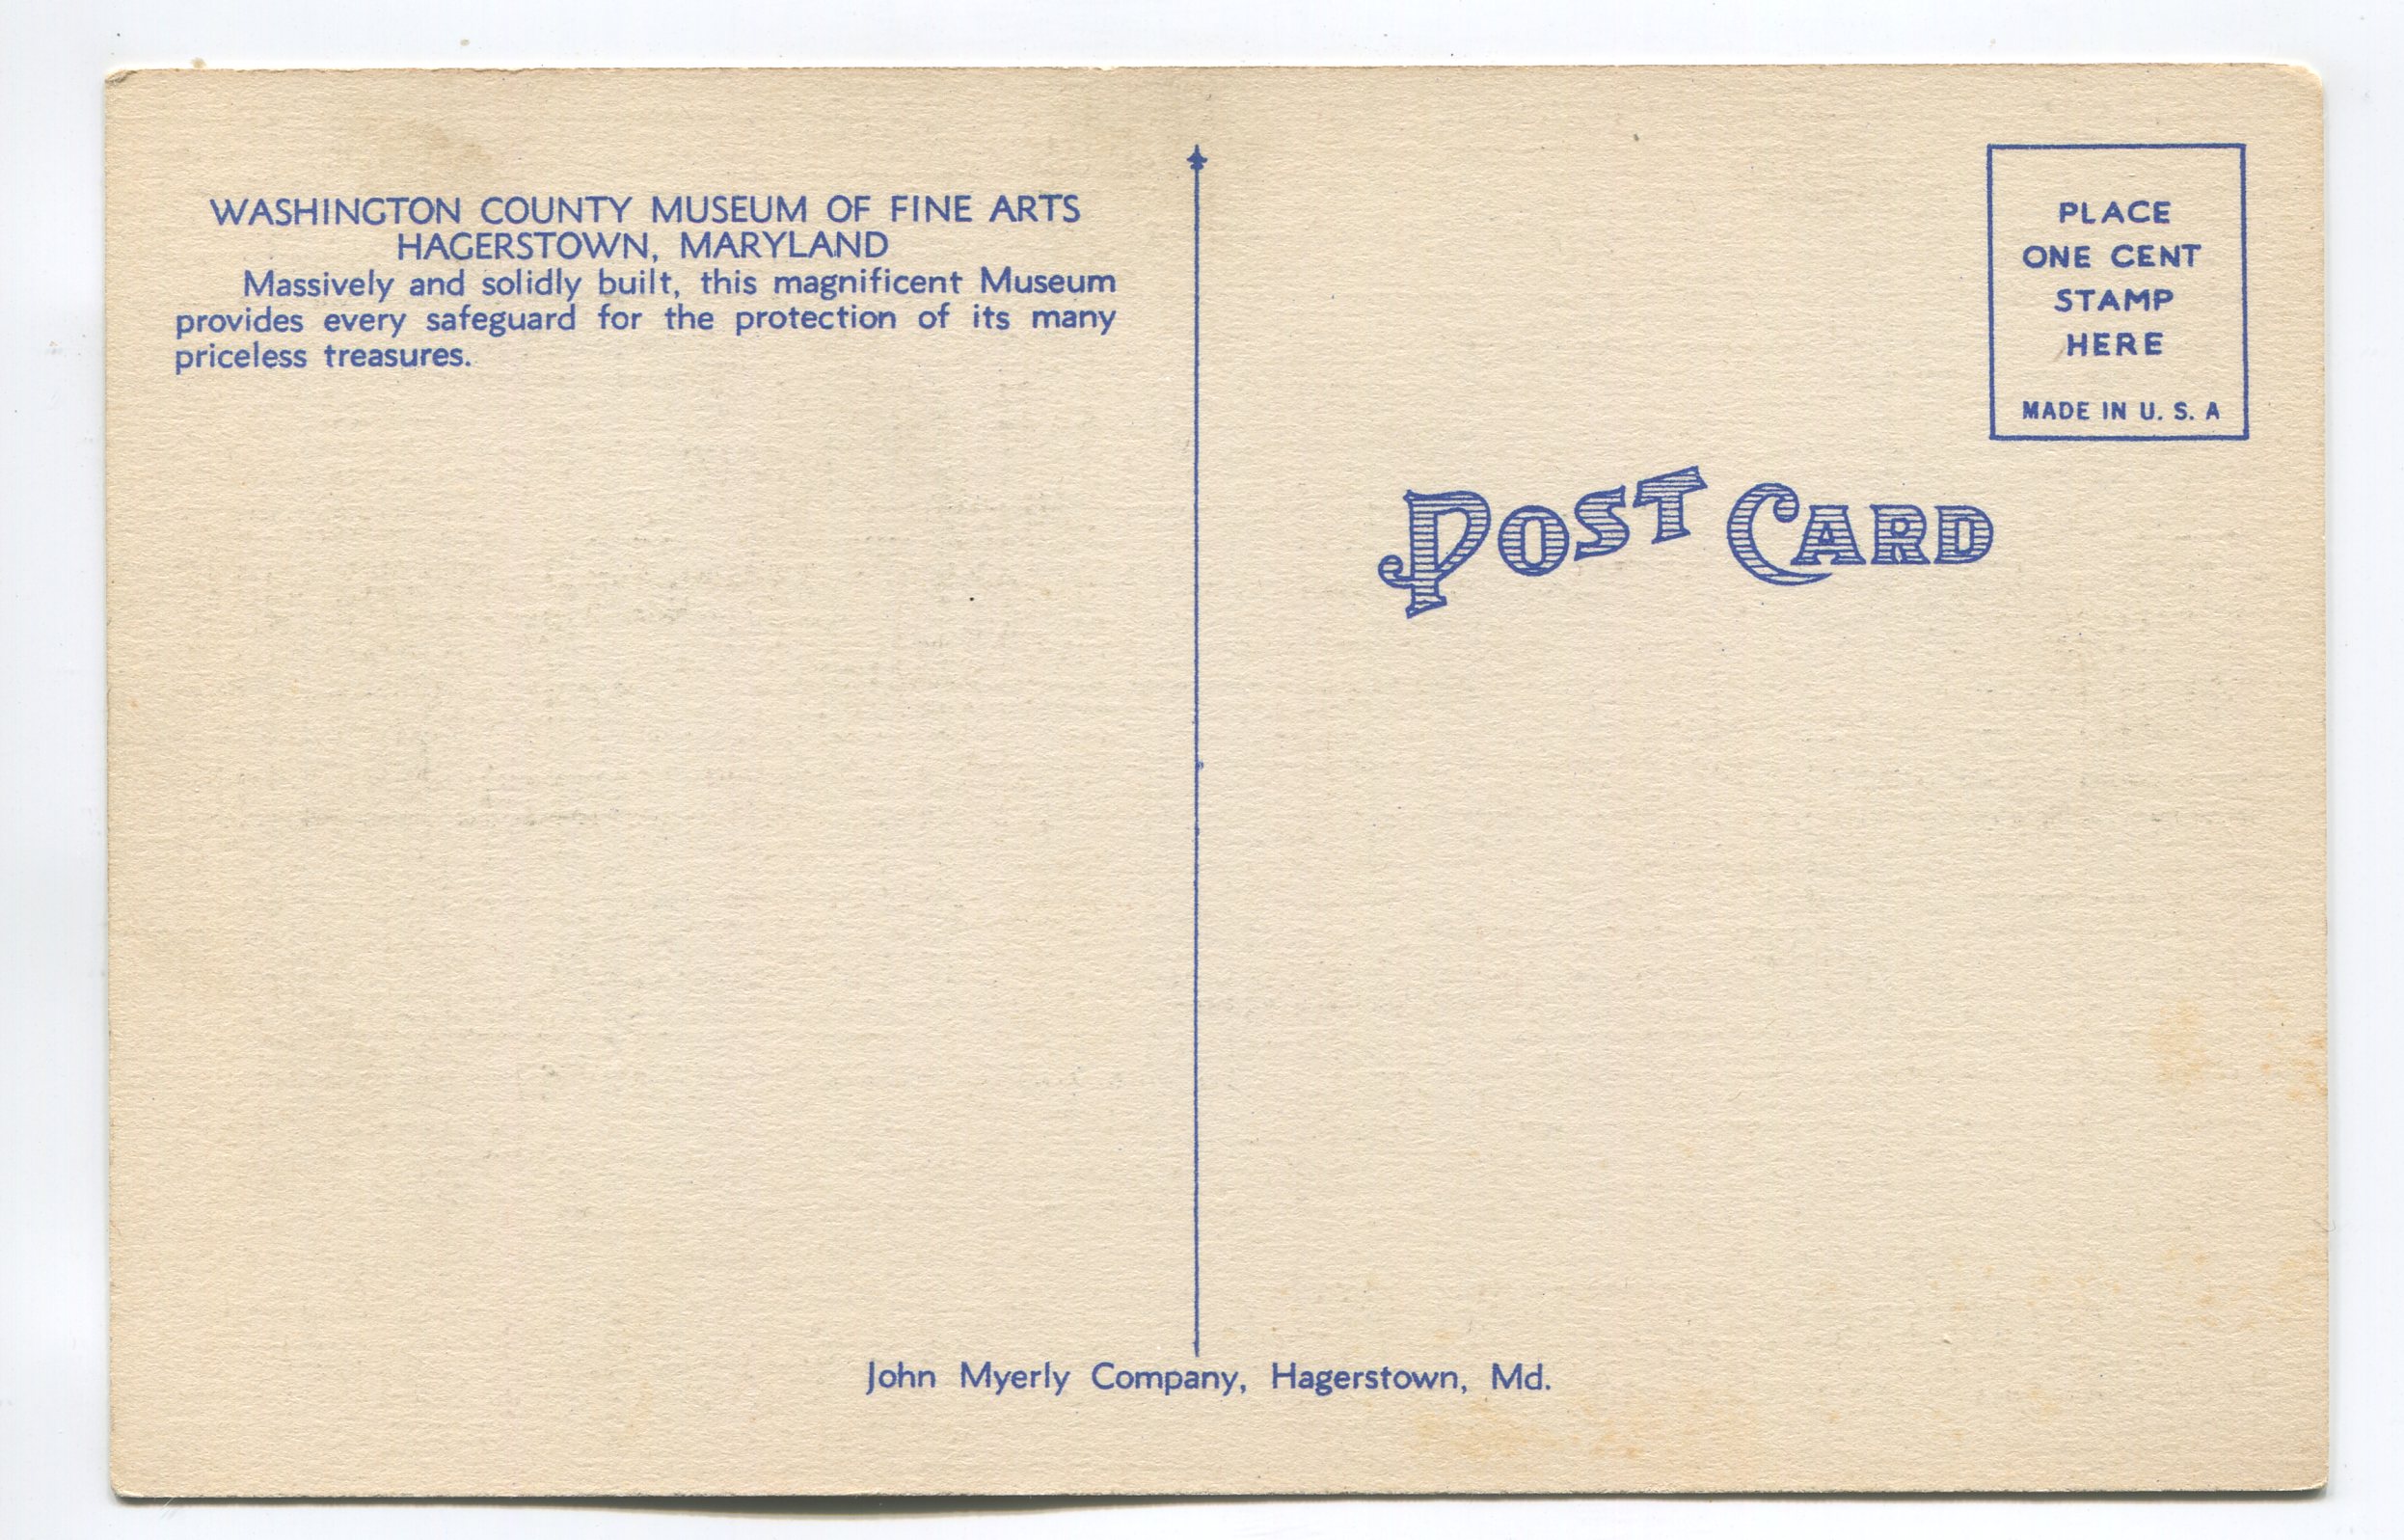 WASHINGTON COUNTY MUSEUM OF FINE ARTS
HAGERSTOWN, MARYLAND
Massively and solidly built, this magnificent Museum
provides every safeguard for the protection of its many
priceless treasures.
PLACE
ONE CENT
STAMP
HERE
MADE IN U. S. A
POST CARD
John Myerly Company, Hagerstown, Md.